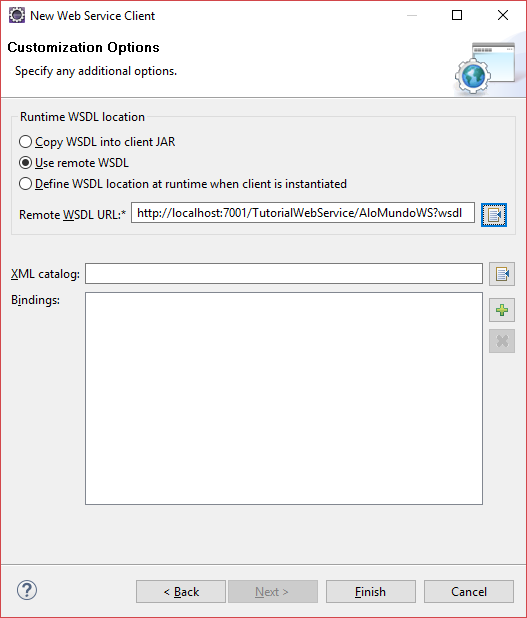 New Web Service Client
Customization Options
Specify any additional options.
Runtime WSDL location
Copy WSDL into client JAR
Use remote WSDL
Define WSDL location at runtime when client is instantiated
Remote WSDL URL:* http://localhost:7001/TutorialWebService/AloMundoWS?wsdl
XML catalog:
Bindings:
? < Back Next > Finish Cancel